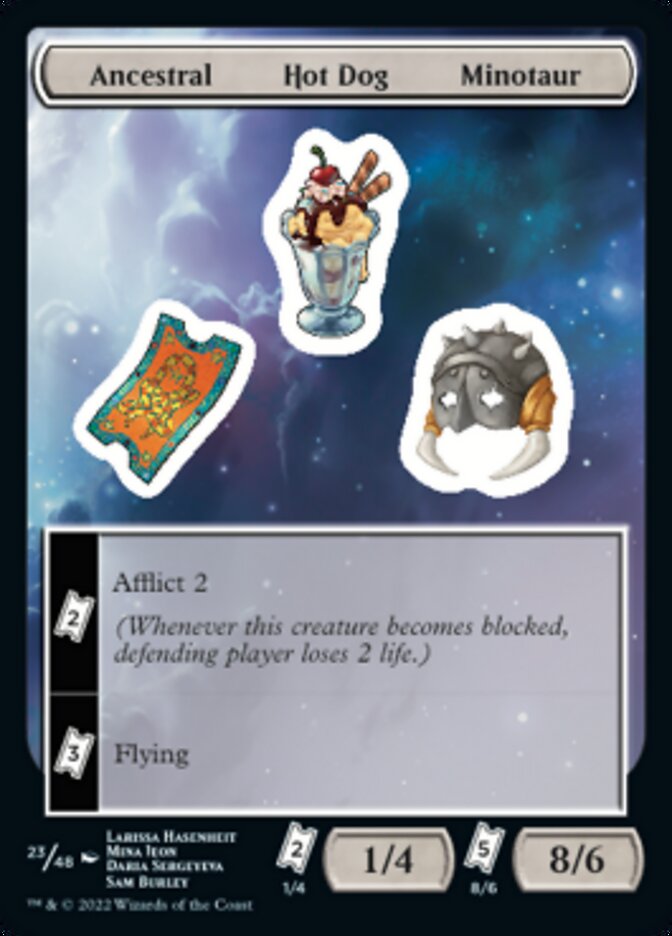 Ancestral Hot Dog Minotaur
2
Afflict 2
(Whenever this creature becomes blocked,
defending player loses 2 life.)
3
Flying
23/48
Larissa Hasenheit
Mina Jeon
Daria Sergeyeva
Sam Burley
2
1/4
1/4
5
8/6
8/6
™ & © 2022 Wizards of the Coast